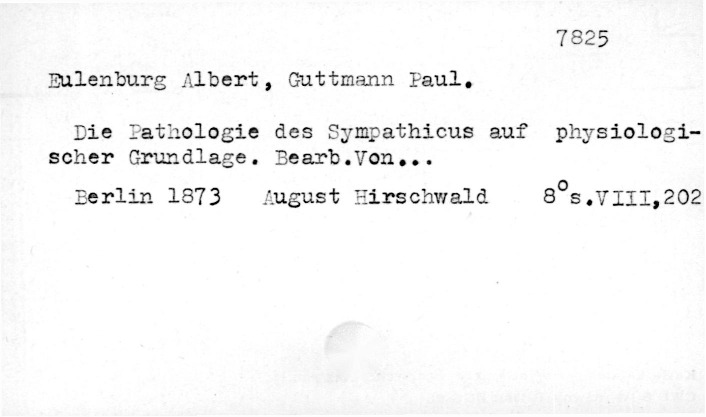 7825
Eulenburg Albert, Guttmann Paul.
Die Pathologie des Sympathicus auf physiologi-
scher Grundlage. Bearb.Von...
Berlin 1873 August Hirschwald 8°s.VIII,202